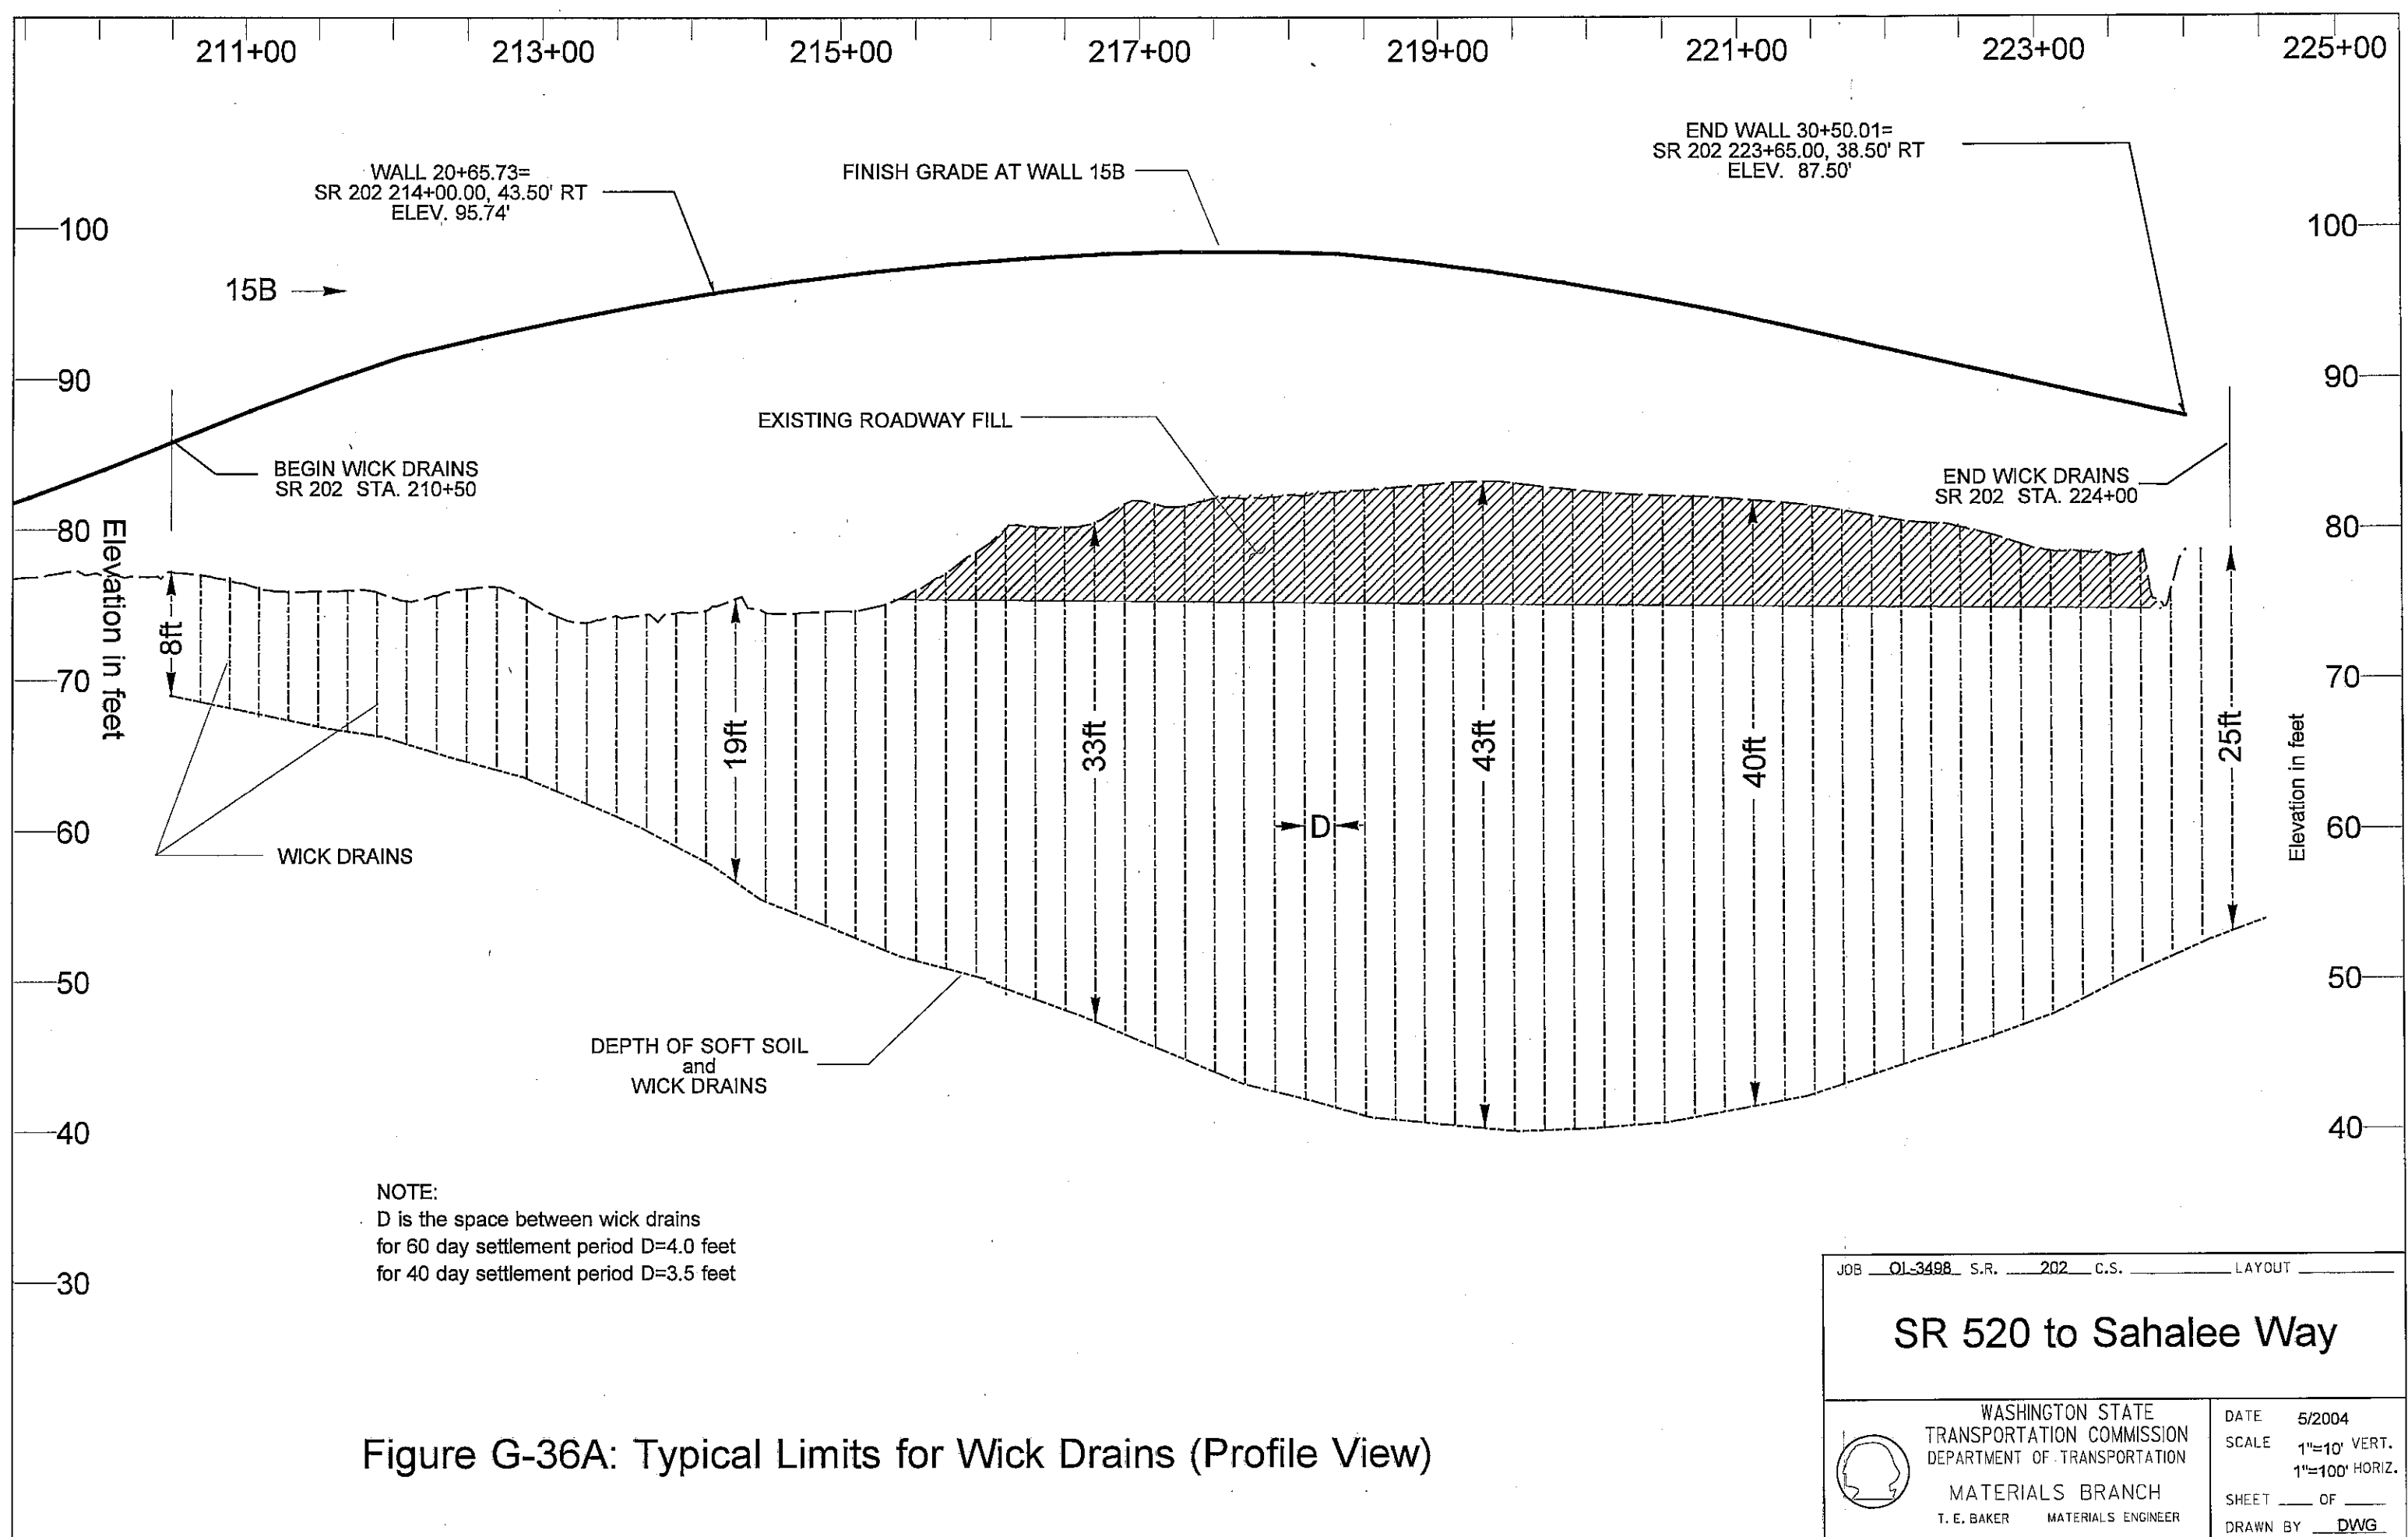 211+00 213+00 215+00 217+00 219+00 221+00 223+00 225+00
WALL 20+65.73=
SR 202 214+00.00, 43.50' RT
ELEV. 95.74'
FINISH GRADE AT WALL 15B
END WALL 30+50.01=
SR 202 223+65.00, 38.50' RT
ELEV. 87.50'
100
100
15B
90
90
EXISTING ROADWAY FILL
BEGIN WICK DRAINS
SR 202 STA. 210+50
END WICK DRAINS
SR 202 STA. 224+00
80
80
Elevation in feet
8ft
70
70
19ft
33ft
43ft
40ft
25ft
Elevation in feet
60
D
60
WICK DRAINS
50
50
DEPTH OF SOFT SOIL
and
WICK DRAINS
40
40
NOTE:
D is the space between wick drains
for 60 day settlement period D=4.0 feet
for 40 day settlement period D=3.5 feet
30
JOB OL-3498 S.R. 202 C.S. LAYOUT
SR 520 to Sahalee Way
WASHINGTON STATE
TRANSPORTATION COMMISSION
DEPARTMENT OF TRANSPORTATION
MATERIALS BRANCH
T. E. BAKER MATERIALS ENGINEER
DATE 5/2004
SCALE 1"=10' VERT.
1"=100' HORIZ.
SHEET OF
DRAWN BY DWG
Figure G-36A: Typical Limits for Wick Drains (Profile View)